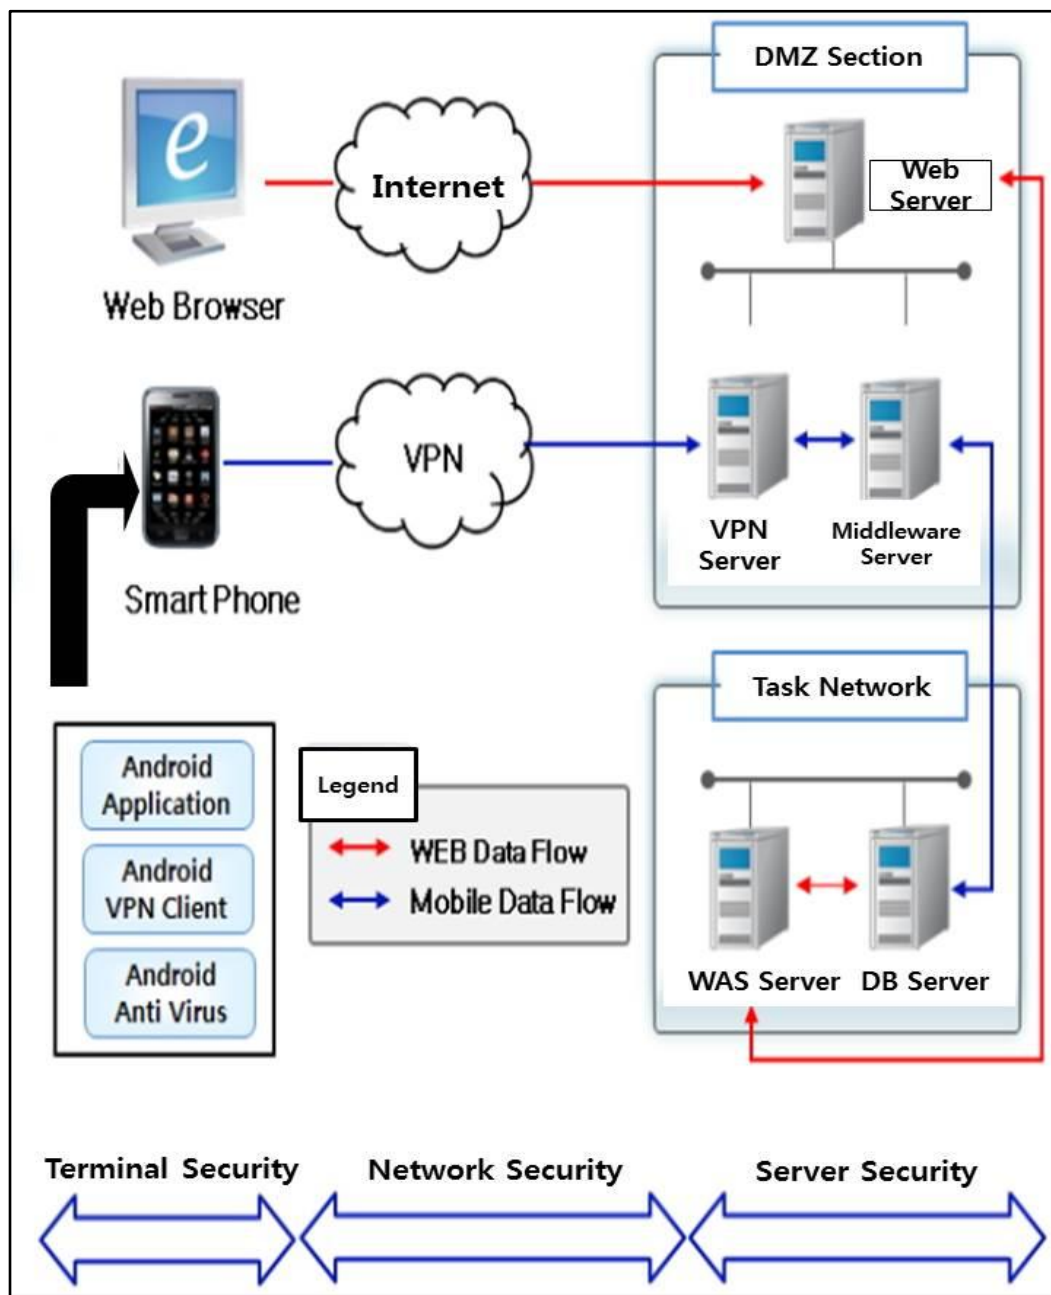 DMZ Section
e
Internet
Web
Server
Web Browser
VPN
VPN
Server
Middleware
Server
Smart Phone
Task Network
Android
Application
Android
VPN Client
Android
Anti Virus
Legend
WEB Data Flow
Mobile Data Flow
WAS Server
DB Server
Terminal Security
Network Security
Server Security